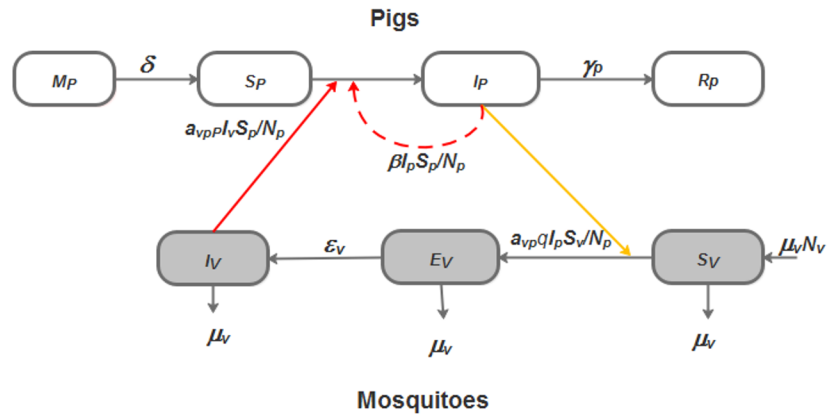 Pigs
MP δ SP IP γp RP
avpPIvSp/Np
βIpSp/Np
IV εv EV avpqIpSv/Np SV μvNv
μv μv μv
Mosquitoes